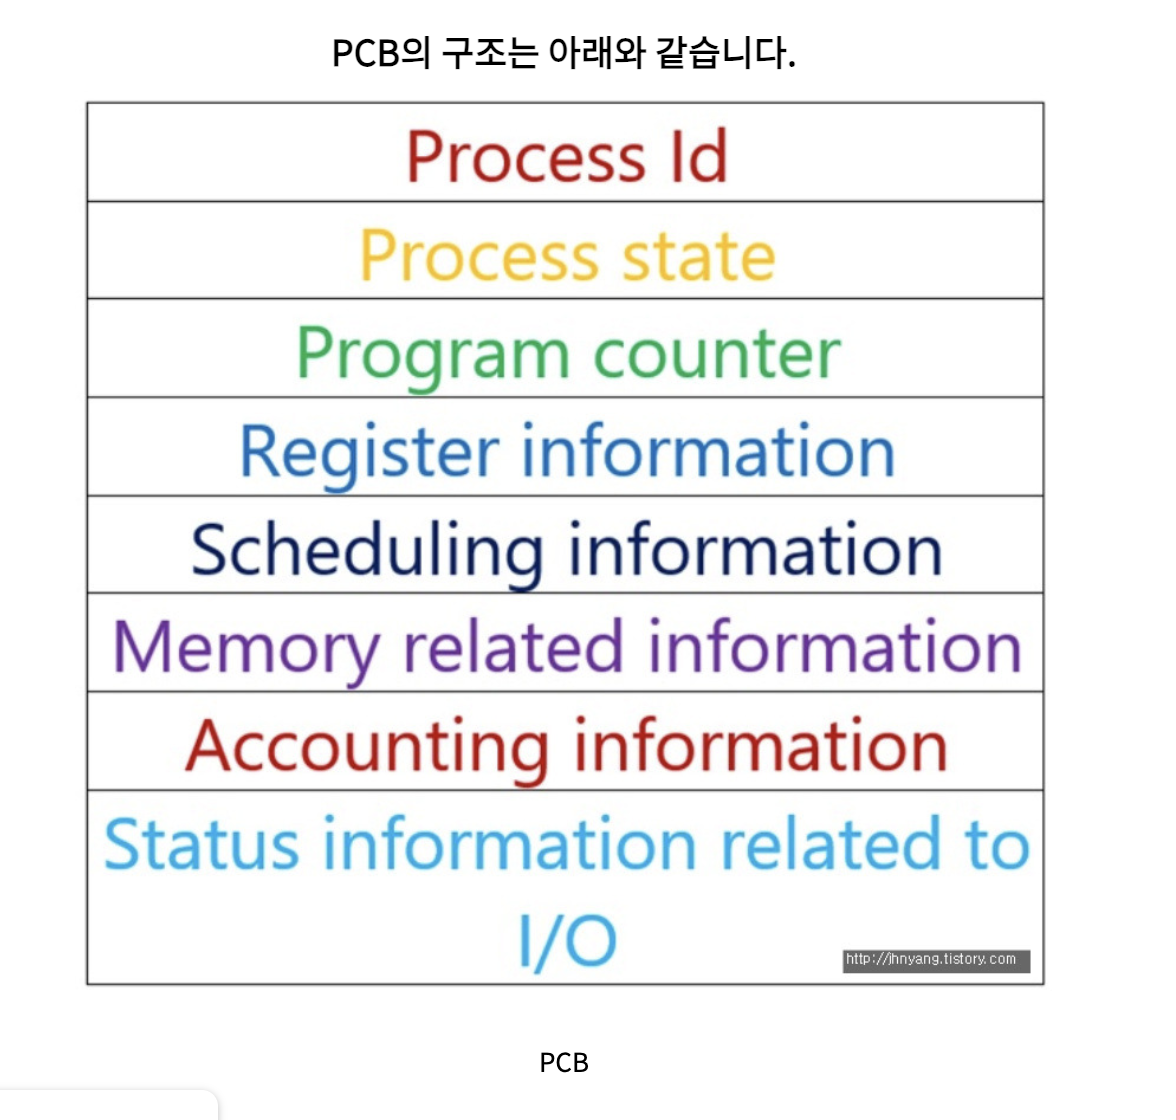 PCB의 구조는 아래와 같습니다.
Process Id
Process state
Program counter
Register information
Scheduling information
Memory related information
Accounting information
Status information related to
I/O
http://jhnyang.tistory.com
PCB